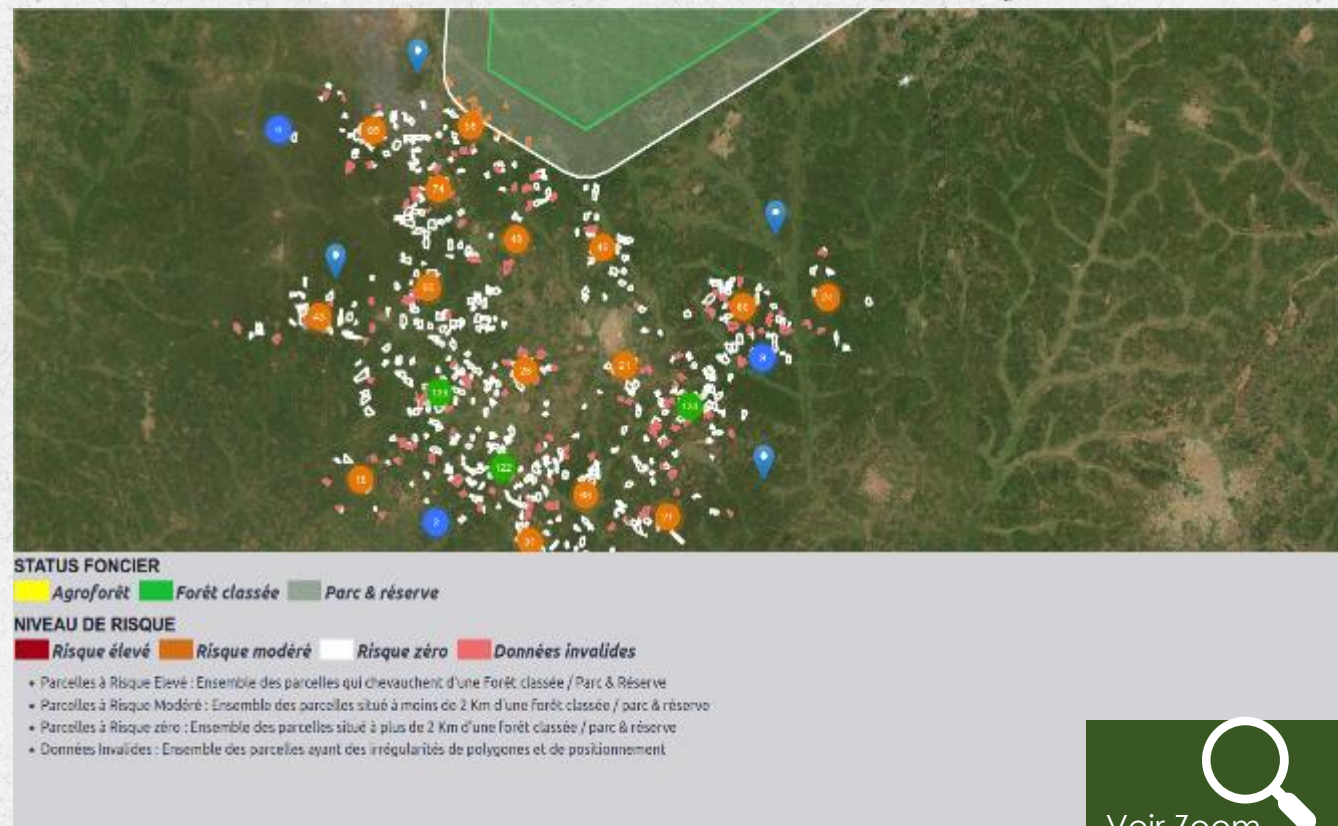 74
122
STATUS FONCIER
Agroforêt Forêt classée Parc & réserve
NIVEAU DE RISQUE
Risque élevé Risque modéré Risque zéro Données invalides
• Parcelles à Risque Elevé : Ensemble des parcelles qui chevauchent d'une Forêt classée / Parc & Réserve
• Parcelles à Risque Modéré : Ensemble des parcelles situé à moins de 2 Km d'une forêt classée / parc & réserve
• Parcelles à Risque zéro : Ensemble des parcelles situé à plus de 2 Km d'une forêt classée / parc & réserve
• Données Invalides : Ensemble des parcelles ayant des irrégularités de polygones et de positionnement
Voir Zoom